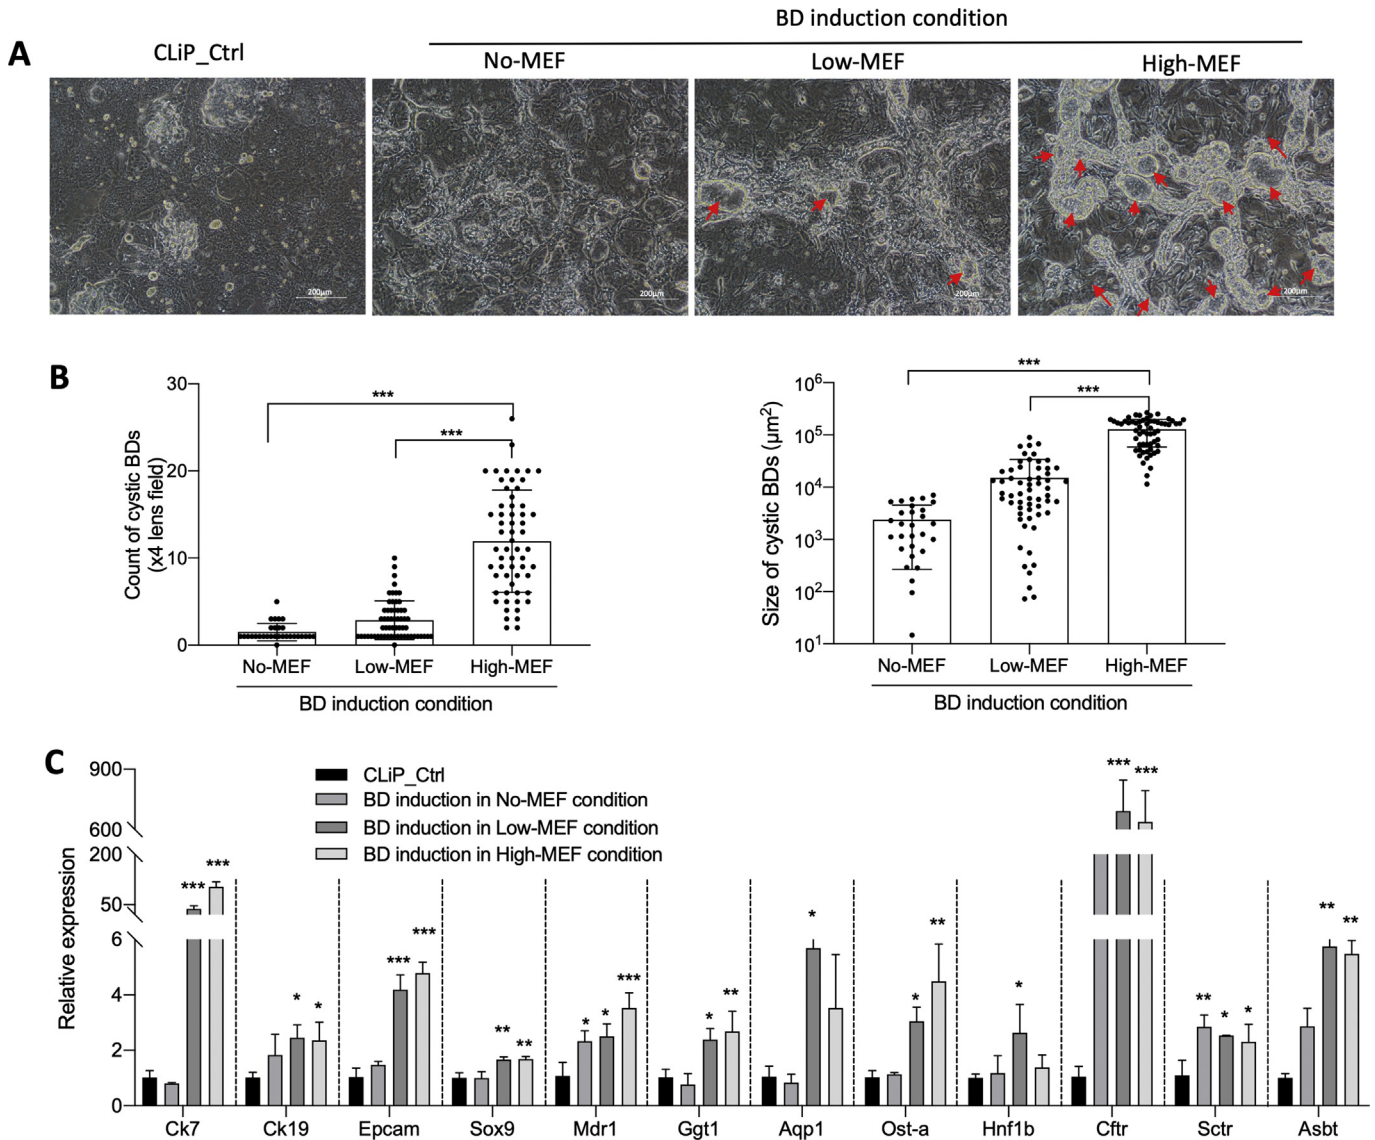 BD induction condition
A
CLiP_Ctrl
No-MEF
Low-MEF
High-MEF
200μm
200μm
200μm
200μm
B
30
20
10
0
Count of cystic BDs
(x4 lens field)
***
***
No-MEF
Low-MEF
High-MEF
BD induction condition
10⁶
10⁵
10⁴
10³
10²
10¹
Size of cystic BDs (μm²)
***
***
No-MEF
Low-MEF
High-MEF
BD induction condition
C
900
600
200
50
6
4
2
0
Relative expression
CLiP_Ctrl
BD induction in No-MEF condition
BD induction in Low-MEF condition
BD induction in High-MEF condition
*** ***
* *
*** ***
** **
* * ***
* **
*
* **
*
*** ***
** * *
** **
Ck7
Ck19
Epcam
Sox9
Mdr1
Ggt1
Aqp1
Ost-a
Hnf1b
Cftr
Sctr
Asbt